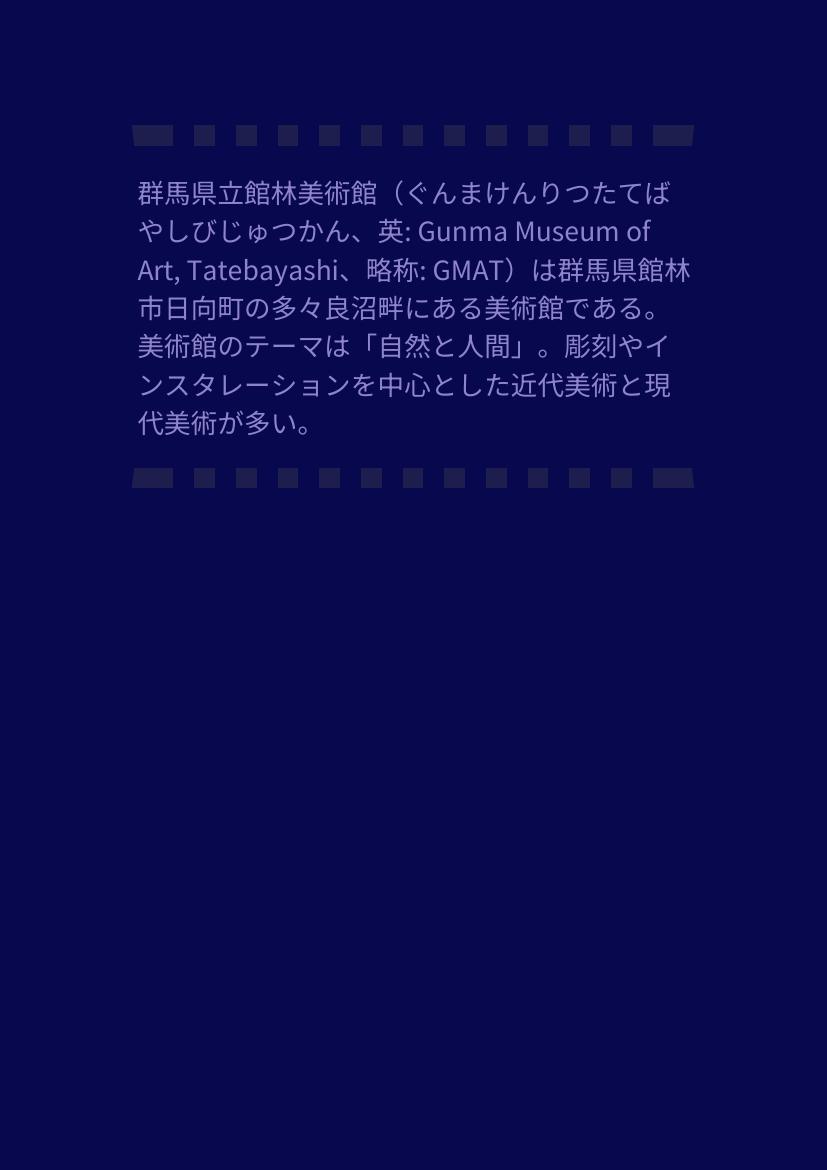 群馬県立館林美術館（ぐんまけんりつたてば
やしびじゅつかん、英: Gunma Museum of
Art, Tatebayashi、略称: GMAT）は群馬県館林
市日向町の多々良沼畔にある美術館である。
美術館のテーマは「自然と人間」。彫刻やイ
ンスタレーションを中心とした近代美術と現
代美術が多い。